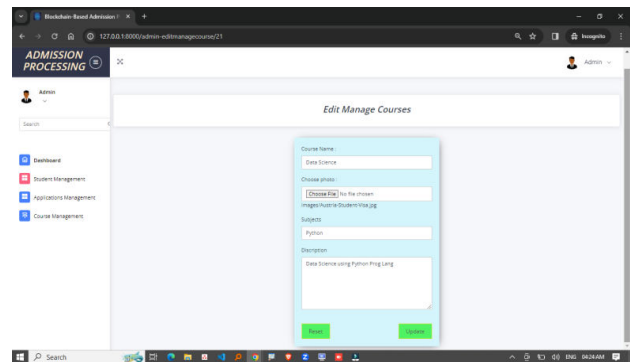 Blockchain-Based Admission P
127.0.0.1:8000/admin-editmanagecourse/21
Incognito
ADMISSION
PROCESSING
Admin
Admin
Search
Dashboard
Student Management
Applications Management
Course Management
Edit Manage Courses
Course Name :
Data Science
Choose photo :
Choose File No file chosen
images/Austria-Student-Visa.jpg
Subjects
Python
Discription
Data Science using Python Prog Lang
Reset
Update
Search
ENG 04:24 AM